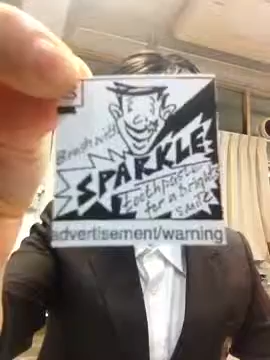 Brush with
SPARKLE
toothpaste
for a bright
smile
advertisement/warning